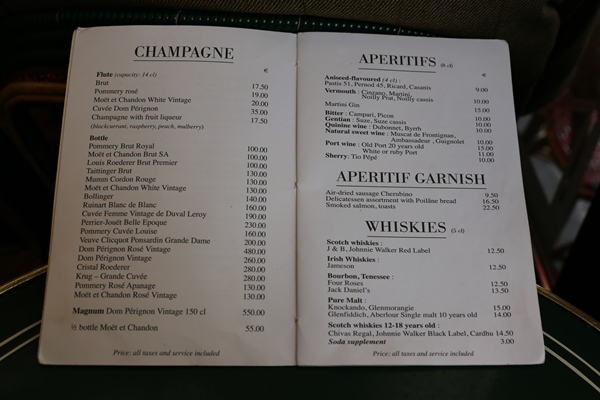 CHAMPAGNE
€
Flute (capacity: 14 cl)
Brut 17.50
Pommery rosé 19.00
Moët et Chandon White Vintage 20.00
Cuvée Dom Pérignon 35.00
Champagne with fruit liqueur 17.50
(blackcurrant, raspberry, peach, mulberry)
Bottle
Pommery Brut Royal 100.00
Moët et Chandon Brut SA 100.00
Louis Roederer Brut Premier 100.00
Taittinger Brut 130.00
Mumm Cordon Rouge 130.00
Moët et Chandon White Vintage 130.00
Bollinger 140.00
Ruinart Blanc de Blanc 160.00
Cuvée Femme Vintage de Duval Leroy 190.00
Perrier-Jouët Belle Epoque 230.00
Pommery Cuvée Louise 160.00
Veuve Clicquot Ponsardin Grande Dame 200.00
Dom Pérignon Rosé Vintage 480.00
Dom Pérignon Vintage 260.00
Cristal Roederer 280.00
Krug – Grande Cuvée 280.00
Pommery Rosé Apanage 130.00
Moët et Chandon Rosé Vintage 130.00
Magnum Dom Pérignon Vintage 150 cl 550.00
½ bottle Moët et Chandon 55.00
Price: all taxes and service included
APERITIFS (8 cl)
€
Aniseed-flavoured (4 cl) :
Pastis 51, Pernod 45, Ricard, Casanis 9.00
Vermouth : Cinzano, Martini,
Noilly Prat, Noilly cassis 10.00
Martini Gin 15.00
Bitter : Campari, Picon 10.00
Gentian : Suze, Suze cassis 10.00
Quinine wine : Dubonnet, Byrrh 10.00
Natural sweet wine : Muscat de Frontignan,
Ambassadeur, Guignolet 10.00
Port wine : Old Port 20 years old 15.00
White or ruby Port 11.00
Sherry: Tio Pépé 10.00
APERITIF GARNISH
Air-dried sausage Cherubino 9.50
Delicatessen assortment with Poilâne bread 16.50
Smoked salmon, toasts 22.50
WHISKIES (5 cl)
Scotch whiskies :
J & B, Johnnie Walker Red Label 12.50
Irish Whiskies :
Jameson 12.50
Bourbon, Tenessee :
Four Roses 12.50
Jack Daniel's 13.50
Pure Malt :
Knockando, Glenmorangie 15.00
Glenfiddich, Aberlour Single malt 10 years old 14.00
Scotch whiskies 12-18 years old :
Chivas Regal, Johnnie Walker Black Label, Cardhu 14.50
Soda supplement 3.00
Price: all taxes and service included